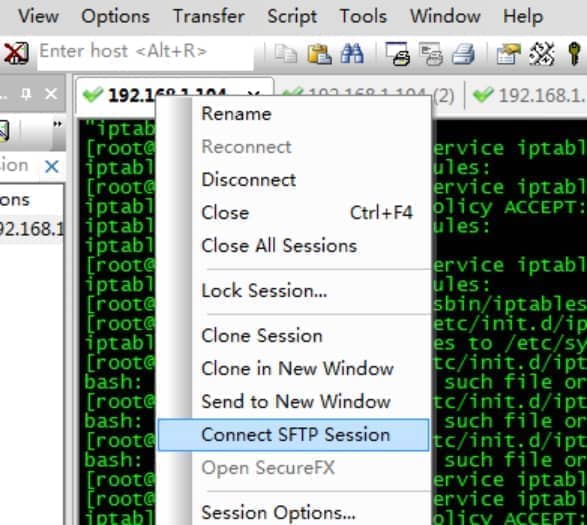 View Options Transfer Script Tools Window Help
Enter host <Alt+R>
192.168.1.104
192.168.1.104 (2)
192.168.1.
ion
ons
92.168.1
Rename
Reconnect
Disconnect
Close Ctrl+F4
Close All Sessions
Lock Session...
Clone Session
Clone in New Window
Send to New Window
Connect SFTP Session
Open SecureFX
Session Options...
"iptab
[root@ ervice iptabl
iptabl ules:
[root@ ervice iptabl
iptabl olicy ACCEPT:
iptabl ules:
[root@ ervice iptabl
iptabl ules:
[root@ sbin/iptables
[root@ etc/init.d/ip
iptabl es to /etc/sy
[root@ tc/init.d/ipt
bash: such file or
[root@ tc/init.d/ipt
bash: such file or
[root@ tc/init.d/ipt
bash: such file or
[root@ ervice iptabl
[root@ ervice iptabl
iptabl olicy ACCEPT: